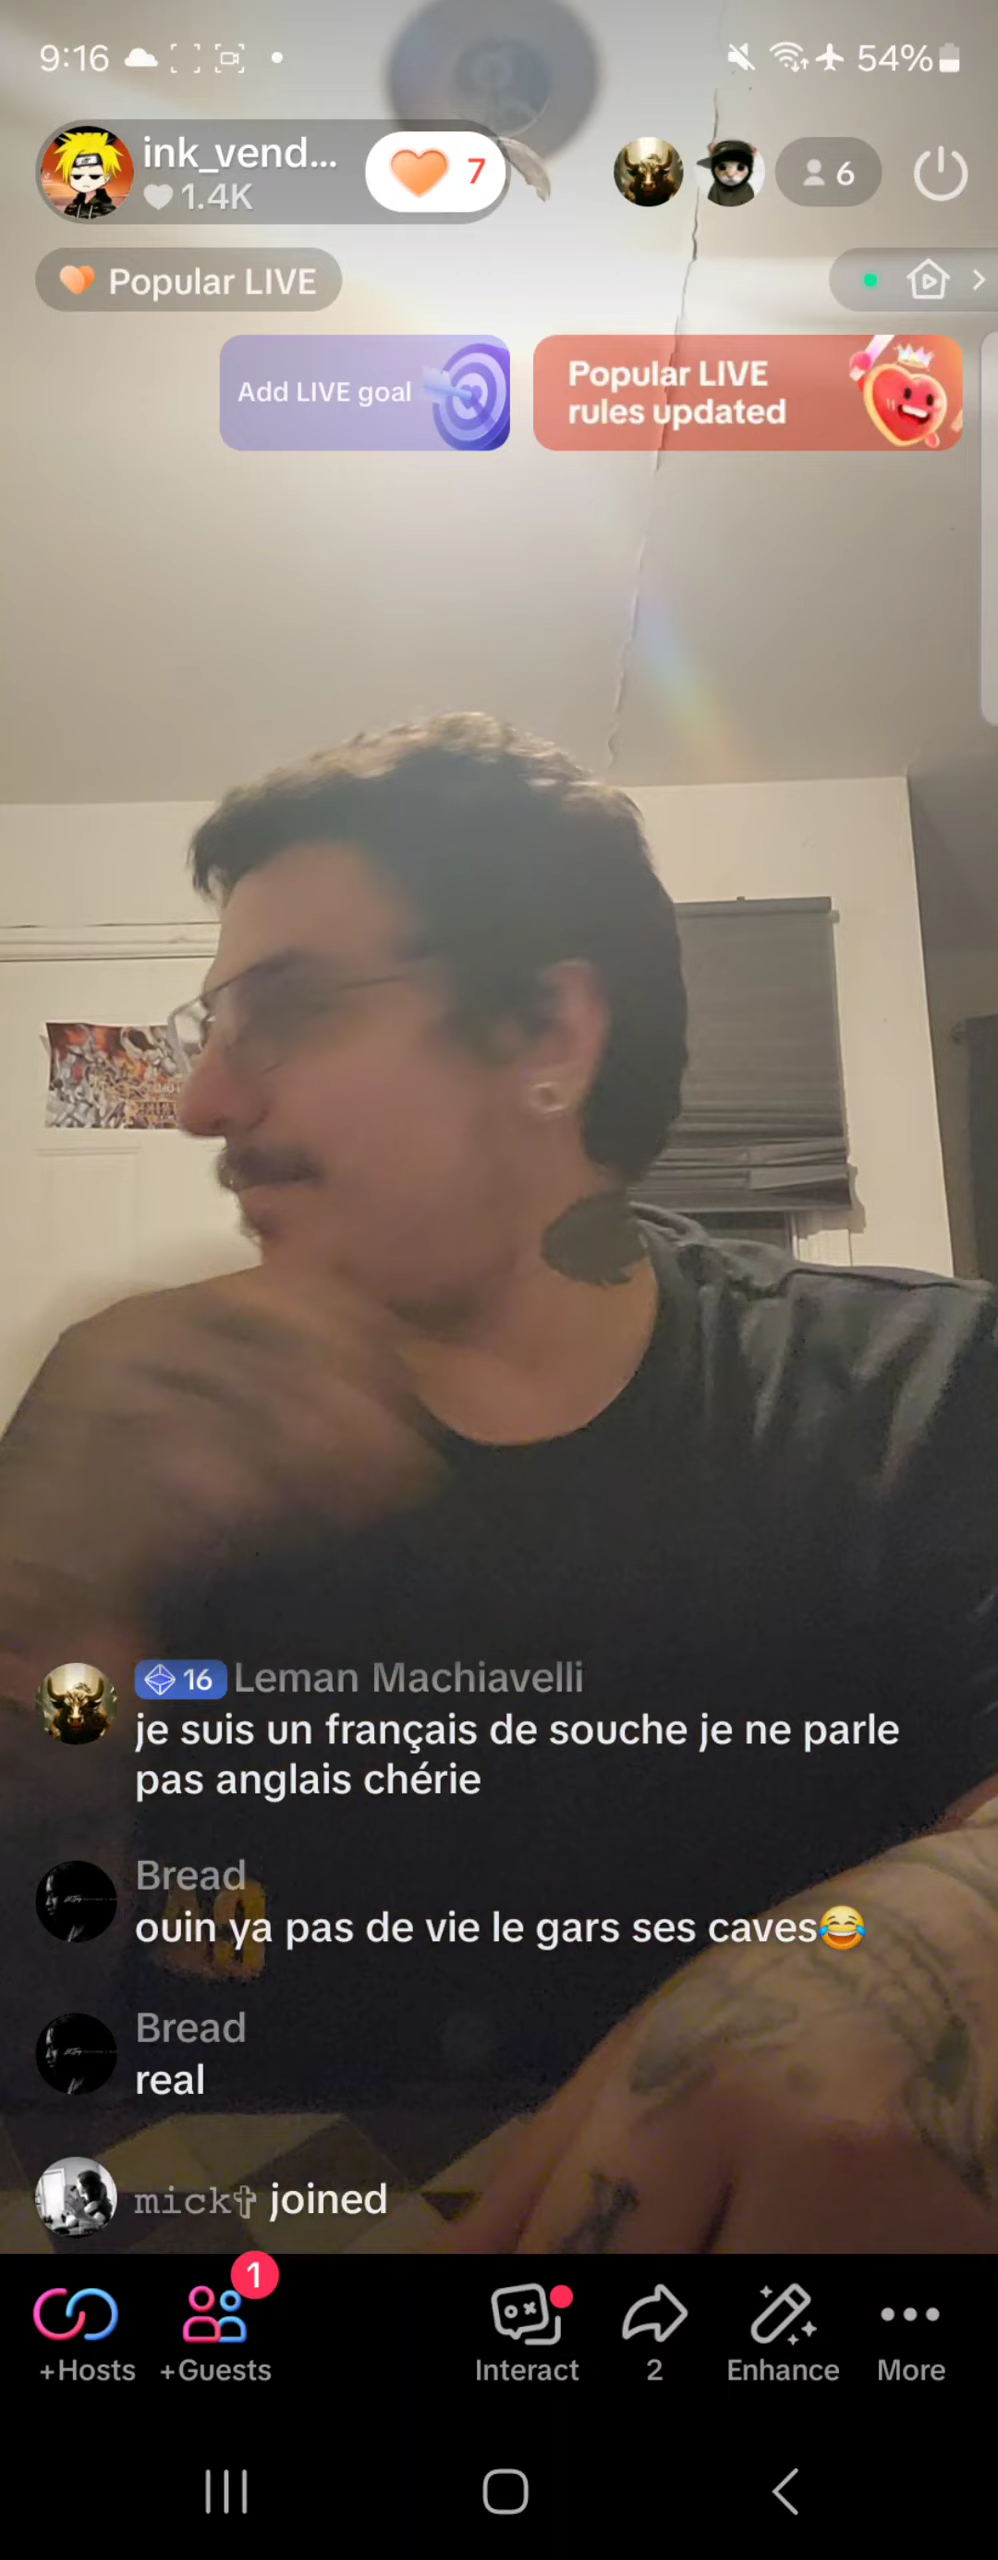 9:16
54%
ink_vend...
1.4K
7
6
Popular LIVE
Add LIVE goal
Popular LIVE
rules updated
16 Leman Machiavelli
je suis un français de souche je ne parle
pas anglais chérie
Bread
ouin ya pas de vie le gars ses caves😂
Bread
real
mick✞ joined
1
+Hosts
+Guests
Interact
2
Enhance
More